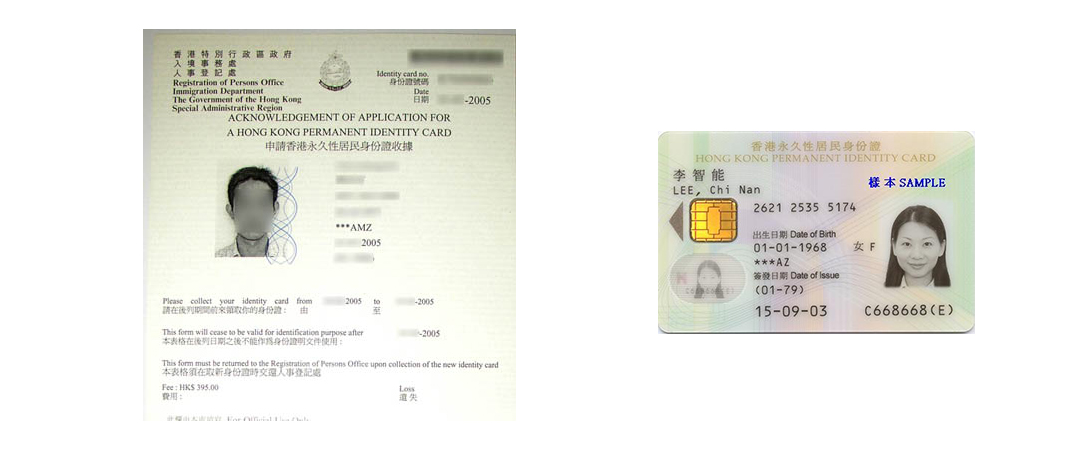 香港特別行政區政府
入境事務處
人事登記處
Registration of Persons Office
Immigration Department
The Government of the Hong Kong
Special Administrative Region
Identity card no.
身份證號碼
Date
日期 -2005
ACKNOWLEDGEMENT OF APPLICATION FOR
A HONG KONG PERMANENT IDENTITY CARD
申請香港永久性居民身份證收據
***AMZ
2005
Please collect your identity card from 2005 to -2005
請在後列期間前來領取你的身份證: 由 至
This form will cease to be valid for identification purpose after -2005
本表格在後列日期之後不能作為身份證明文件使用:
This form must be returned to the Registration of Persons Office upon collection of the new identity card
本表格須在取新身份證時交還人事登記處
Fee : HK$ 395.00 Loss
費用: 遺失
For Official Use Only
香港永久性居民身份證
HONG KONG PERMANENT IDENTITY CARD
李智能
LEE, Chi Nan
樣本 SAMPLE
2621 2535 5174
出生日期 Date of Birth
01-01-1968 女 F
***AZ
簽發日期 Date of Issue
(01-79)
15-09-03 C668668(E)